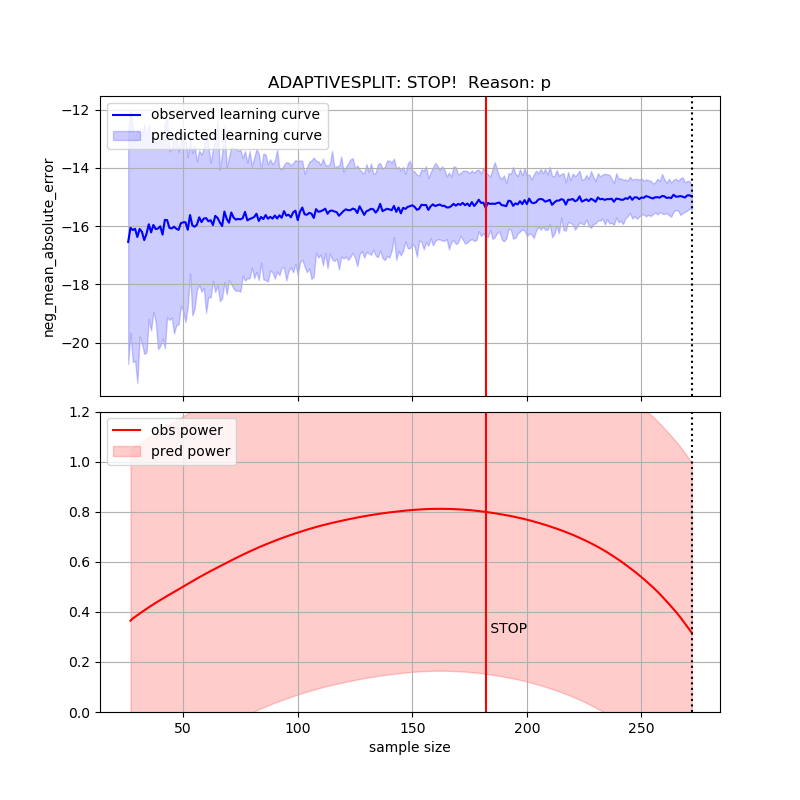 ADAPTIVESPLIT: STOP!  Reason: p
observed learning curve
predicted learning curve
neg_mean_absolute_error
−12
−14
−16
−18
−20
obs power
pred power
1.2
1.0
0.8
0.6
0.4
0.2
0.0
STOP
50
100
150
200
250
sample size